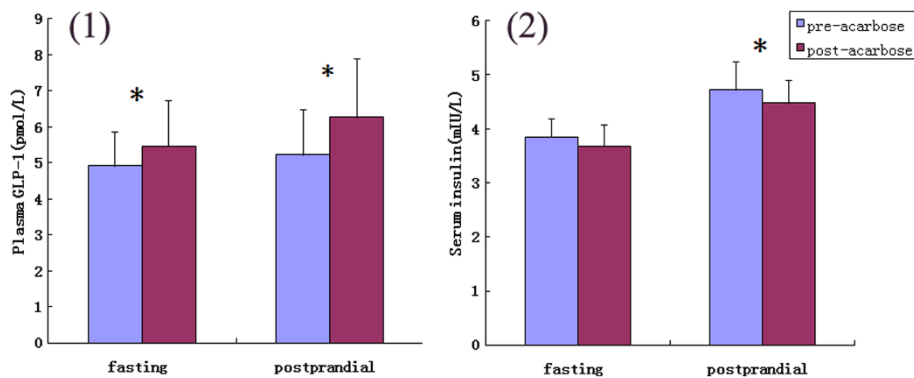 (1)
Plasma GLP-1(pmol/L)
9
8
7
6
5
4
3
2
1
0
*
*
fasting
postprandial
(2)
Serum insulin(mIU/L)
6
5
4
3
2
1
0
*
pre-acarbose
post-acarbose
fasting
postprandial